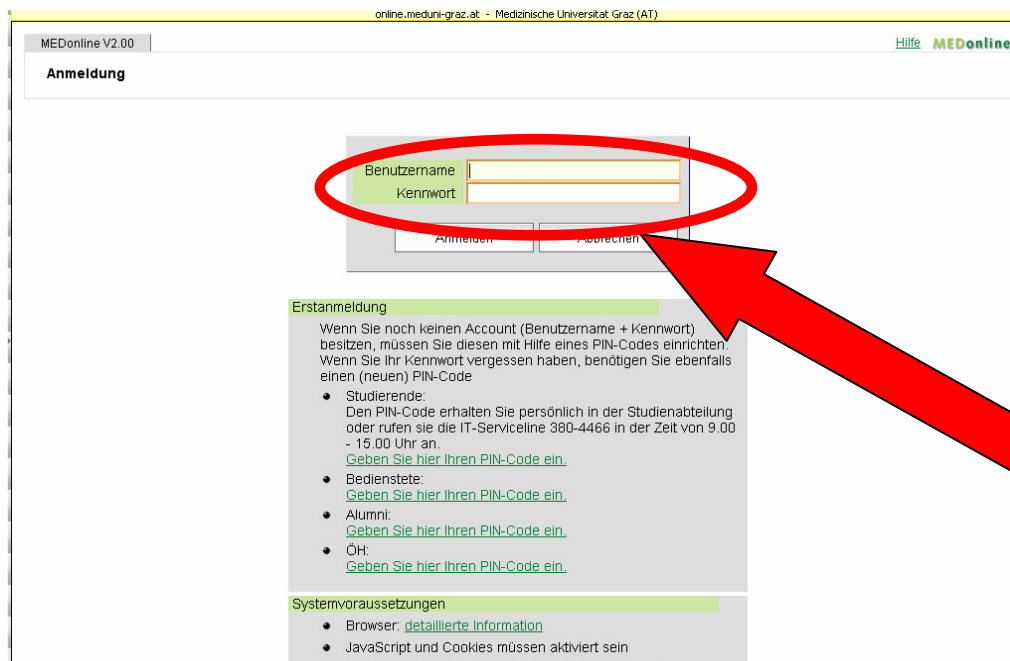 online.meduni-graz.at - Medizinische Universitat Graz (AT)
MEDonline V2.00
Hilfe MEDonline
Anmeldung
Benutzername
Kennwort
Anmelden Abbrechen
Erstanmeldung
Wenn Sie noch keinen Account (Benutzername + Kennwort)
besitzen, müssen Sie diesen mit Hilfe eines PIN-Codes einrichten.
Wenn Sie Ihr Kennwort vergessen haben, benötigen Sie ebenfalls
einen (neuen) PIN-Code
Studierende:
Den PIN-Code erhalten Sie persönlich in der Studienabteilung
oder rufen sie die IT-Serviceline 380-4466 in der Zeit von 9.00
- 15.00 Uhr an.
Geben Sie hier Ihren PIN-Code ein.
Bedienstete:
Geben Sie hier Ihren PIN-Code ein.
Alumni:
Geben Sie hier Ihren PIN-Code ein.
ÖH:
Geben Sie hier Ihren PIN-Code ein.
Systemvoraussetzungen
Browser: detaillierte Information
JavaScript und Cookies müssen aktiviert sein